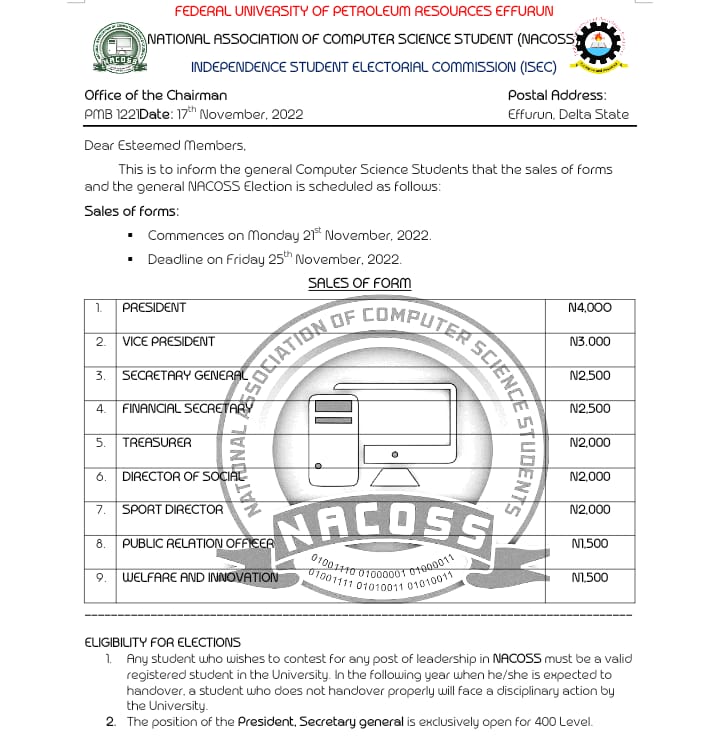 FEDERAL UNIVERSITY OF PETROLEUM RESOURCES EFFURUN
NATIONAL ASSOCIATION OF COMPUTER SCIENCE STUDENT (NACOSS)
INDEPENDENCE STUDENT ELECTORIAL COMMISSION (ISEC)
Office of the Chairman Postal Address:
PMB 1221Date: 17th November, 2022 Effurun, Delta State
Dear Esteemed Members,
This is to inform the general Computer Science Students that the sales of forms
and the general NACOSS Election is scheduled as follows:
Sales of forms:
▪ Commences on Monday 21st November, 2022.
▪ Deadline on Friday 25th November, 2022.
SALES OF FORM
1. PRESIDENT N4,000
2. VICE PRESIDENT N3.000
3. SECRETARY GENERAL N2,500
4. FINANCIAL SECRETARY N2,500
5. TREASURER N2,000
6. DIRECTOR OF SOCIAL N2,000
7. SPORT DIRECTOR N2,000
8. PUBLIC RELATION OFFICER N1,500
9. WELFARE AND INNOVATION N1,500
NATIONAL ASSOCIATION OF COMPUTER SCIENCE STUDENTS
NACOSS
01001110 01000001 01000011
01001111 01010011 01010011
ELIGIBILITY FOR ELECTIONS
1. Any student who wishes to contest for any post of leadership in NACOSS must be a valid
registered student in the University. In the following year when he/she is expected to
handover, a student who does not handover properly will face a disciplinary action by
the University.
2. The position of the President, Secretary general is exclusively open for 400 Level.